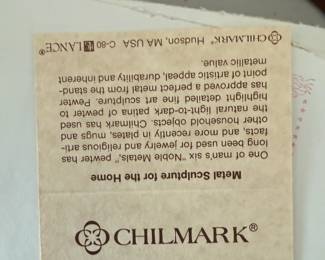 CHILMARK®
Metal Sculpture for the Home
One of man's six "Noble" Metals," pewter has
long been used for jewelry and religious arti-
facts, and more recently in plates, mugs and
other household objects. Chilmark has used
the natural light-to-dark patina of pewter to
highlight detailed fine art sculpture. Pewter
has approved a perfect metal from the stand-
point of artistic appeal, durability and inherent
metallic value.
CHILMARK® Hudson, MA USA C-80 LANCE®